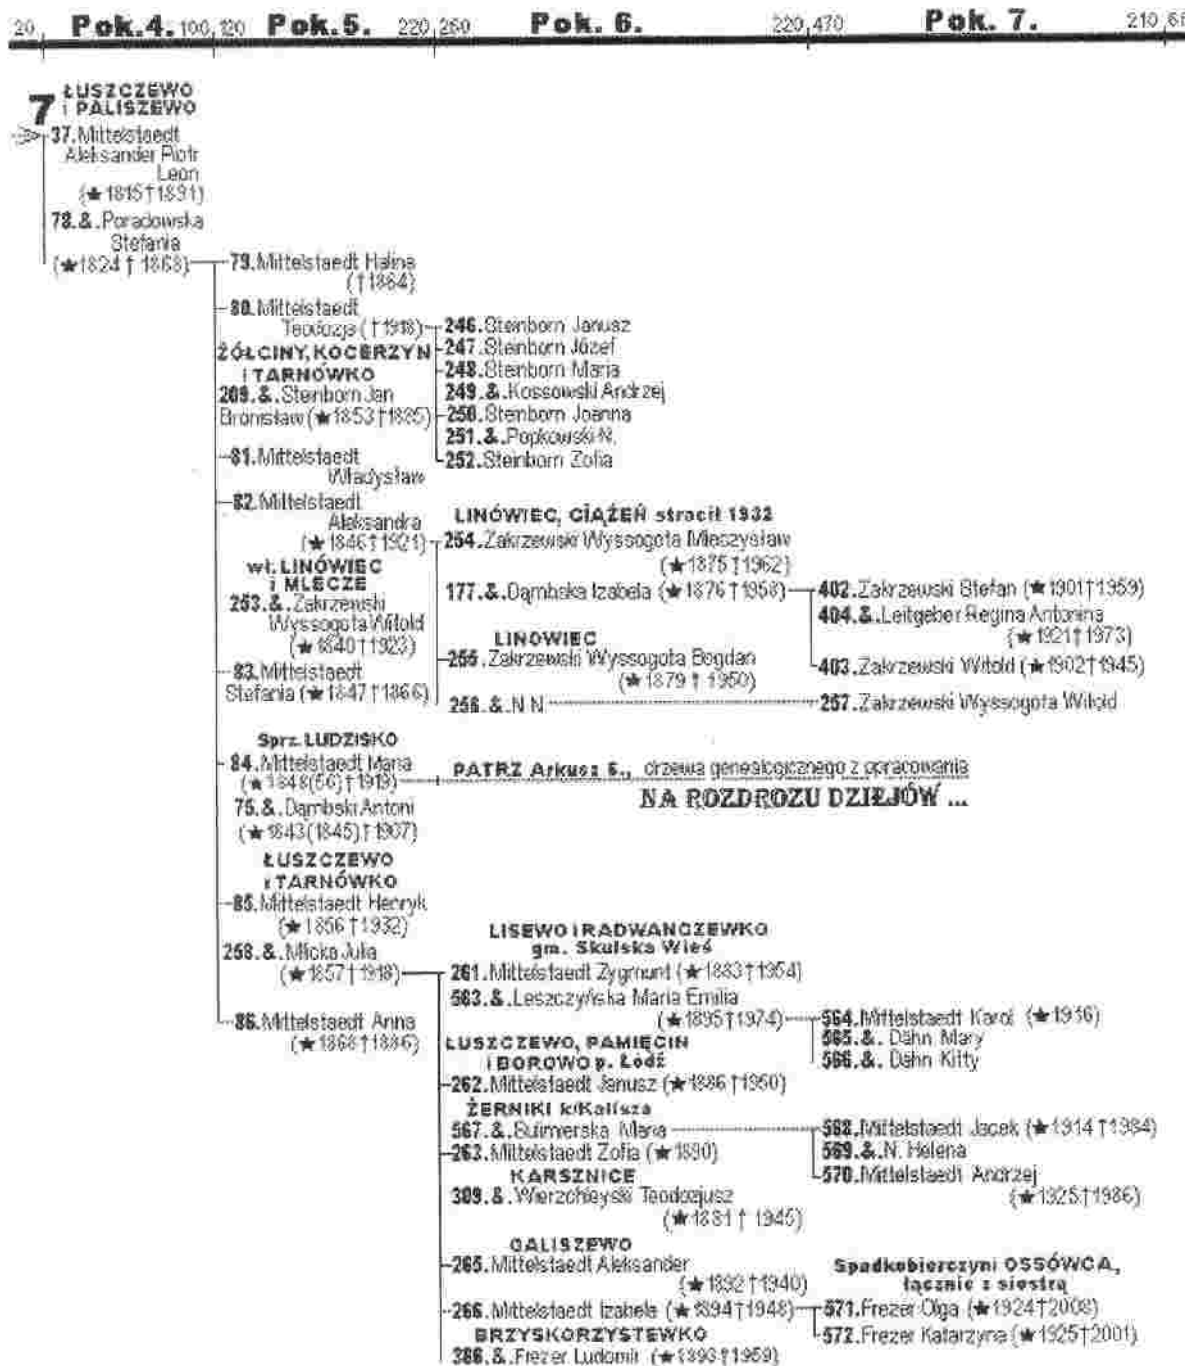 20 Pok. 4. 100 120 Pok. 5. 220 260 Pok. 6. 220 470 Pok. 7. 210
7 ŁUSZCZEWO
i PALISZEWO
37. Mittelstaedt
Aleksander Piotr
Leon
(★1815†1891)
78.&. Poradowska
Stefania
(★1824†1868)
79. Mittelstaedt Halina
(†1864)
80. Mittelstaedt
Teodozja (†1918)
ŻÓŁCINY, KOCERZYN
i TARNÓWKO
209.&. Steinborn Jan
Bronisław (★1853†1885)
81. Mittelstaedt
Władysław
82. Mittelstaedt
Aleksandra
(★1846†1921)
wł. LINÓWIEC
i MLECZE
253.&. Zakrzewski
Wyssogota Witold
(★1840†1923)
83. Mittelstaedt
Stefania (★1847†1866)
Sprz. LUDZISKO
84. Mittelstaedt Maria
(★1848(56)†1919)
75.&. Dąmbski Antoni
(★1843(1845)†1907)
ŁUSZCZEWO
i TARNÓWKO
85. Mittelstaedt Henryk
(★1856†1932)
258.&. Mlicka Julia
(★1857†1918)
86. Mittelstaedt Anna
(★1868†1886)
246. Steinborn Janusz
247. Steinborn Józef
248. Steinborn Maria
249.&. Kossowski Andrzej
250. Steinborn Joanna
251.&. Popkowski N.
252. Steinborn Zofia
LINÓWIEC, CIĄŻEŃ stracił 1932
254. Zakrzewski Wyssogota Mieczysław
(★1875†1962)
177.&. Dąmbska Izabela (★1876†1958)
LINOWIEC
255. Zakrzewski Wyssogota Bogdan
(★1879†1950)
256.&. N N
PATRZ Arkusz 5., drzewa genealogicznego z opracowania
NA ROZDROŻU DZIEJÓW ...
LISEWO i RADWAŃCZEWKO
gm. Skulska Wieś
261. Mittelstaedt Zygmunt (★1883†1954)
563.&. Leszczyńska Maria Emilia
(★1895†1974)
ŁUSZCZEWO, PAMIĘCIN
i BOROWO p. Łódź
262. Mittelstaedt Janusz (★1886†1950)
ŻERNIKI k/Kalisza
567.&. Bulimierska Maria
263. Mittelstaedt Zofia (★1890)
KARSZNICE
309.&. Wierzchleyski Teodozjusz
(★1881†1945)
GALISZEWO
265. Mittelstaedt Aleksander
(★1892†1940)
266. Mittelstaedt Izabela (★1894†1948)
BRZYSKORZYSTEWKO
386.&. Frezer Ludomir (★1893†1959)
402. Zakrzewski Stefan (★1901†1959)
404.&. Leitgeber Regina Antonina
(★1921†1973)
403. Zakrzewski Witold (★1902†1945)
257. Zakrzewski Wyssogota Witold
564. Mittelstaedt Karol (★1936)
565.&. Dahn Mary
566.&. Dahn Kitty
568. Mittelstaedt Jacek (★1914†1984)
569.&. N. Helena
570. Mittelstaedt Andrzej
(★1925†1986)
Spadkobierczyni OSSÓWCA,
łącznie z siostrą
571. Frezer Olga (★1924†2008)
572. Frezer Katarzyna (★1925†2001)